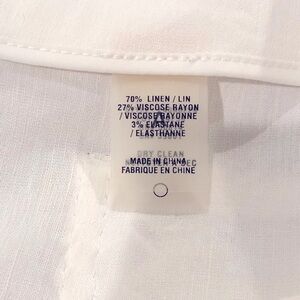 70% LINEN / LIN
27% VISCOSE RAYON
/ VISCOSE RAYONNE
3% ELASTANE
/ ELASTHANNE
DRY CLEAN
MADE IN CHINA
FABRIQUE EN CHINE